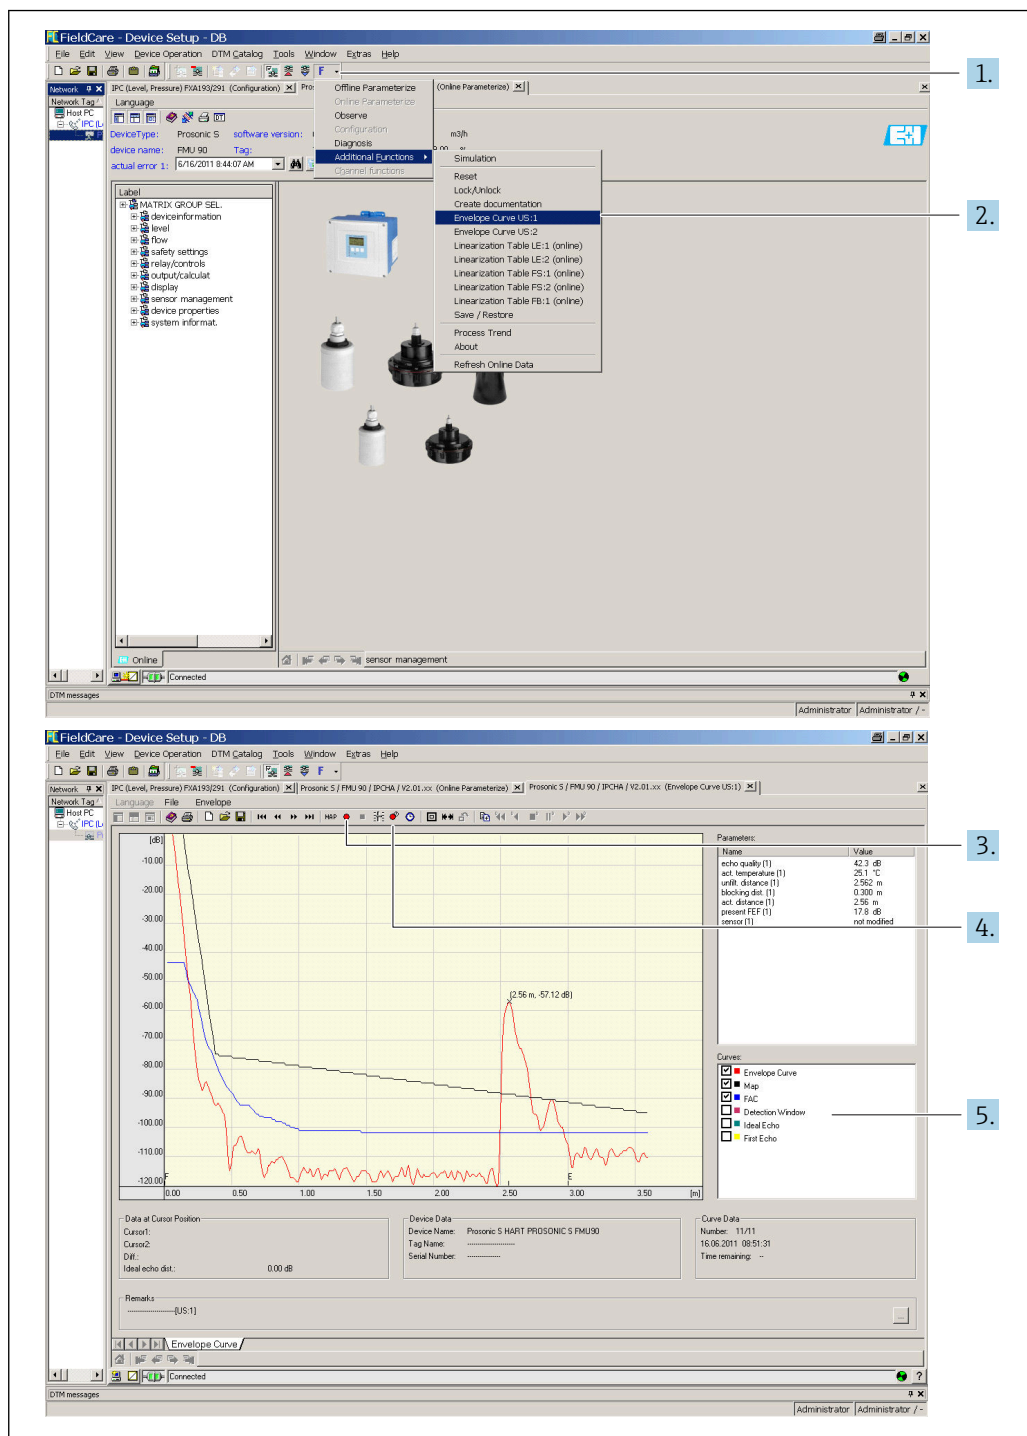 FieldCare - Device Setup - DB
File Edit View Device Operation DTM Catalog Tools Window Extras Help
F
1.
Network
IPC (Level, Pressure) FXA193/291 (Configuration)
(Online Parameterize)
Network Tag
Host PC
Language
DeviceType: Prosonic S software version:
m3/h
device name: FMU 90 Tag:
actual error 1: 6/16/2011 8:44:07 AM
E+H
Offline Parameterize
Online Parameterize
Observe
Configuration
Diagnosis
Additional Functions
Channel functions
Simulation
Reset
Lock/Unlock
Create documentation
Envelope Curve US:1
2.
Envelope Curve US:2
Linearization Table LE:1 (online)
Linearization Table LE:2 (online)
Linearization Table FS:1 (online)
Linearization Table FS:2 (online)
Linearization Table FB:1 (online)
Save / Restore
Process Trend
About
Refresh Online Data
Label
MATRIX GROUP SEL.
deviceinformation
level
flow
safety settings
relay/controls
output/calculat
display
sensor management
device properties
system informat.
Online
sensor management
Connected
DTM messages
Administrator Administrator / -
FieldCare - Device Setup - DB
File Edit View Device Operation DTM Catalog Tools Window Extras Help
F
Network
IPC (Level, Pressure) FXA193/291 (Configuration) Prosonic S / FMU 90 / IPCHA / V2.01.xx (Online Parameterize) Prosonic S / FMU 90 / IPCHA / V2.01.xx (Envelope Curve US:1)
Network Tag
Host PC
Language File Envelope
MAP
3.
4.
[dB]
-10.00
-20.00
-30.00
-40.00
-50.00
-60.00
-70.00
-80.00
-90.00
-100.00
-110.00
-120.00
F
E
(2.56 m, -57.12 dB)
0.00 0.50 1.00 1.50 2.00 2.50 3.00 3.50 [m]
Parameters:
Name Value
echo quality (1) 42.3 dB
act. temperature (1) 25.1 °C
unfilt. distance (1) 2.562 m
blocking dist. (1) 0.300 m
act. distance (1) 2.56 m
present FEF (1) 17.8 dB
sensor (1) not modified
Curves:
Envelope Curve
Map
FAC
Detection Window
Ideal Echo
First Echo
5.
Data at Cursor Position
Cursor1:
Cursor2:
Diff.:
Ideal echo dist.: 0.00 dB
Device Data
Device Name: Prosonic S HART PROSONIC S FMU90
Tag Name: --------------------
Serial Number: --------------
Curve Data
Number: 11/11
16.06.2011 08:51:31
Time remaining: --
Remarks
--------------------[US:1]
...
Envelope Curve
Connected
?
DTM messages
Administrator Administrator / -